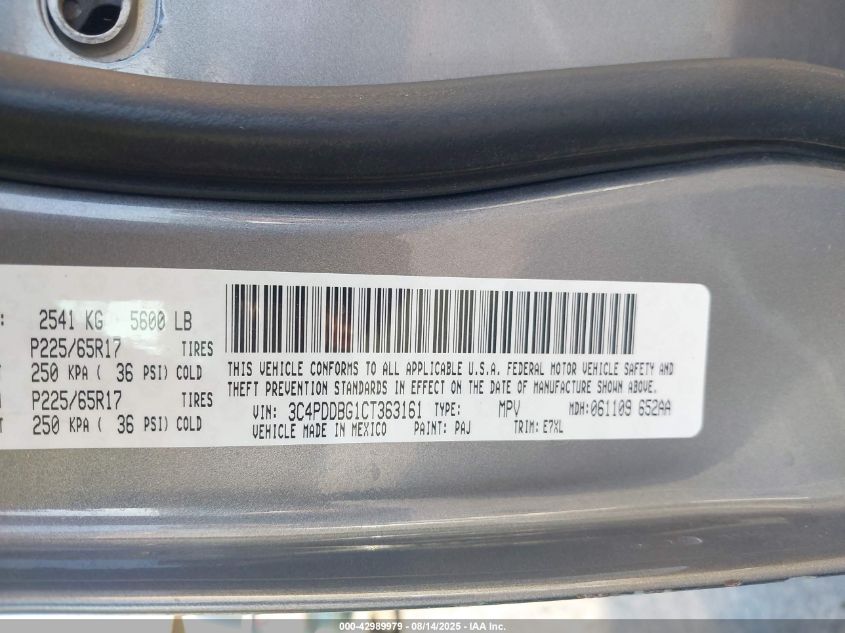 : 2541 KG 5600 LB
P225/65R17 TIRES
250 KPA ( 36 PSI) COLD
P225/65R17 TIRES
250 KPA ( 36 PSI) COLD
THIS VEHICLE CONFORMS TO ALL APPLICABLE U.S.A. FEDERAL MOTOR VEHICLE SAFETY AND
THEFT PREVENTION STANDARDS IN EFFECT ON THE DATE OF MANUFACTURE SHOWN ABOVE.
VIN: 3C4PDDBG1CT363161 TYPE: MPV MDH:061109 652AA
VEHICLE MADE IN MEXICO PAINT: PAJ TRIM: E7XL
000-42989979 - 08/14/2025 - IAA Inc.